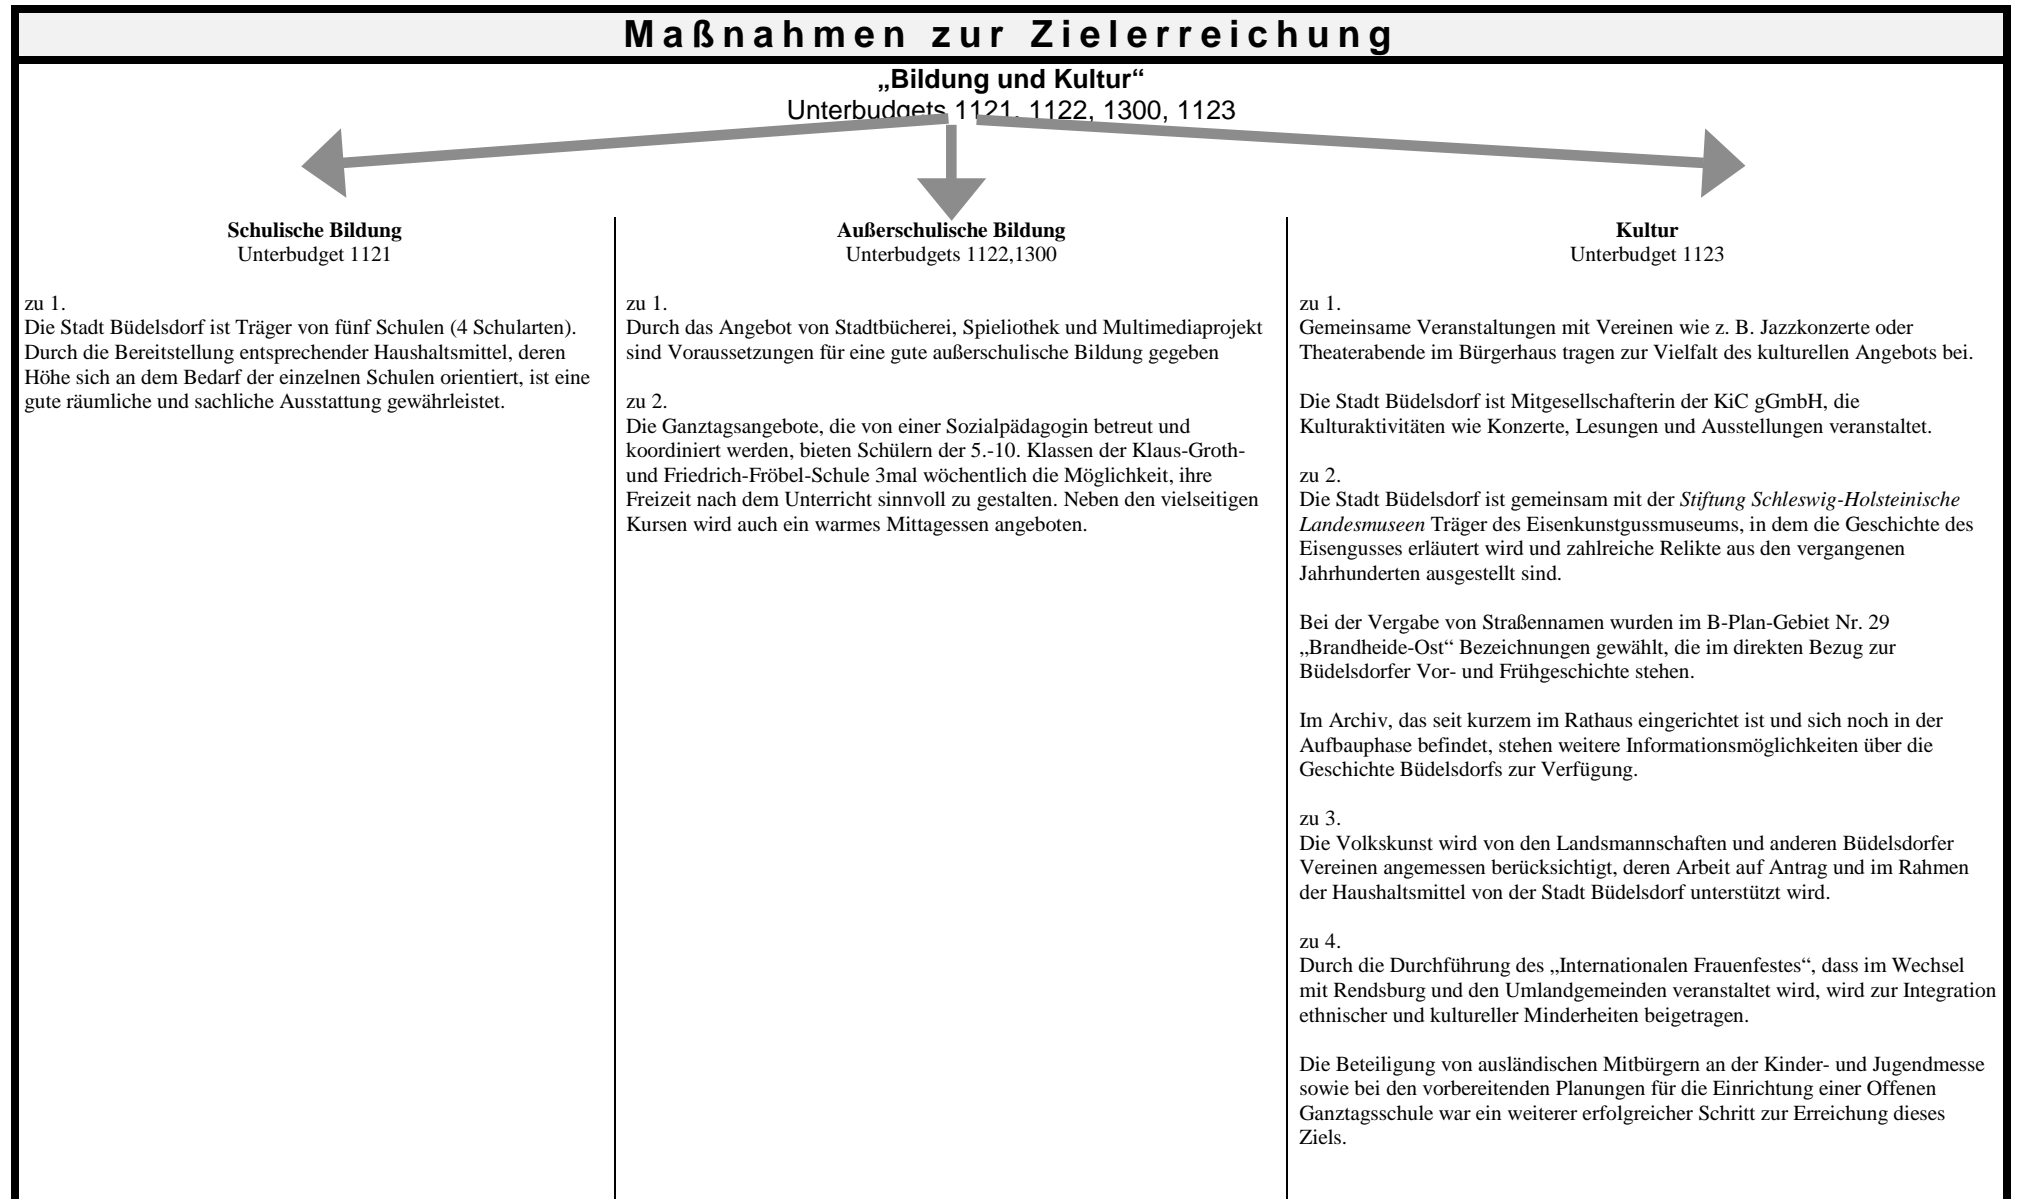 Maßnahmen zur Zielerreichung
„Bildung und Kultur“
Unterbudgets 1121, 1122, 1300, 1123
Schulische Bildung
Unterbudget 1121
zu 1.
Die Stadt Büdelsdorf ist Träger von fünf Schulen (4 Schularten).
Durch die Bereitstellung entsprechender Haushaltsmittel, deren
Höhe sich an dem Bedarf der einzelnen Schulen orientiert, ist eine
gute räumliche und sachliche Ausstattung gewährleistet.
Außerschulische Bildung
Unterbudgets 1122,1300
zu 1.
Durch das Angebot von Stadtbücherei, Spieliothek und Multimediaprojekt
sind Voraussetzungen für eine gute außerschulische Bildung gegeben
zu 2.
Die Ganztagsangebote, die von einer Sozialpädagogin betreut und
koordiniert werden, bieten Schülern der 5.-10. Klassen der Klaus-Groth-
und Friedrich-Fröbel-Schule 3mal wöchentlich die Möglichkeit, ihre
Freizeit nach dem Unterricht sinnvoll zu gestalten. Neben den vielseitigen
Kursen wird auch ein warmes Mittagessen angeboten.
Kultur
Unterbudget 1123
zu 1.
Gemeinsame Veranstaltungen mit Vereinen wie z. B. Jazzkonzerte oder
Theaterabende im Bürgerhaus tragen zur Vielfalt des kulturellen Angebots bei.
Die Stadt Büdelsdorf ist Mitgesellschafterin der KiC gGmbH, die
Kulturaktivitäten wie Konzerte, Lesungen und Ausstellungen veranstaltet.
zu 2.
Die Stadt Büdelsdorf ist gemeinsam mit der Stiftung Schleswig-Holsteinische
Landesmuseen Träger des Eisenkunstgussmuseums, in dem die Geschichte des
Eisengusses erläutert wird und zahlreiche Relikte aus den vergangenen
Jahrhunderten ausgestellt sind.
Bei der Vergabe von Straßennamen wurden im B-Plan-Gebiet Nr. 29
„Brandheide-Ost“ Bezeichnungen gewählt, die im direkten Bezug zur
Büdelsdorfer Vor- und Frühgeschichte stehen.
Im Archiv, das seit kurzem im Rathaus eingerichtet ist und sich noch in der
Aufbauphase befindet, stehen weitere Informationsmöglichkeiten über die
Geschichte Büdelsdorfs zur Verfügung.
zu 3.
Die Volkskunst wird von den Landsmannschaften und anderen Büdelsdorfer
Vereinen angemessen berücksichtigt, deren Arbeit auf Antrag und im Rahmen
der Haushaltsmittel von der Stadt Büdelsdorf unterstützt wird.
zu 4.
Durch die Durchführung des „Internationalen Frauenfestes“, dass im Wechsel
mit Rendsburg und den Umlandgemeinden veranstaltet wird, wird zur Integration
ethnischer und kultureller Minderheiten beigetragen.
Die Beteiligung von ausländischen Mitbürgern an der Kinder- und Jugendmesse
sowie bei den vorbereitenden Planungen für die Einrichtung einer Offenen
Ganztagsschule war ein weiterer erfolgreicher Schritt zur Erreichung dieses
Ziels.